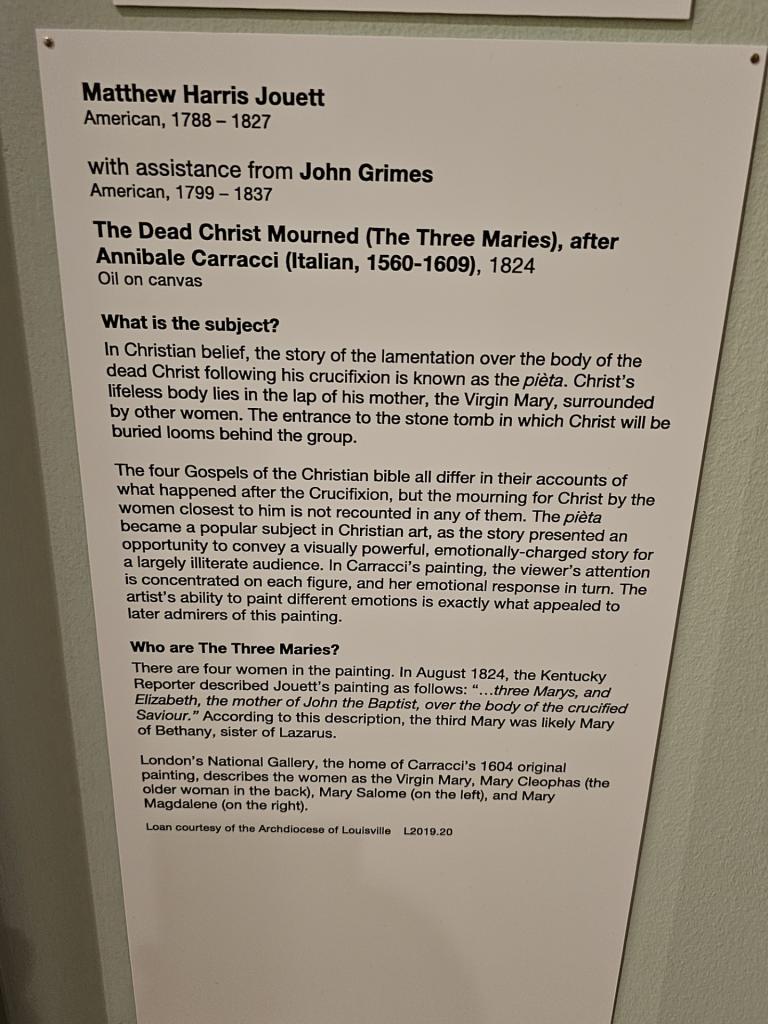 Matthew Harris Jouett
American, 1788 – 1827
with assistance from John Grimes
American, 1799 – 1837
The Dead Christ Mourned (The Three Maries), after
Annibale Carracci (Italian, 1560-1609), 1824
Oil on canvas
What is the subject?
In Christian belief, the story of the lamentation over the body of the
dead Christ following his crucifixion is known as the pièta. Christ's
lifeless body lies in the lap of his mother, the Virgin Mary, surrounded
by other women. The entrance to the stone tomb in which Christ will be
buried looms behind the group.
The four Gospels of the Christian bible all differ in their accounts of
what happened after the Crucifixion, but the mourning for Christ by the
women closest to him is not recounted in any of them. The pièta
became a popular subject in Christian art, as the story presented an
opportunity to convey a visually powerful, emotionally-charged story for
a largely illiterate audience. In Carracci's painting, the viewer's attention
is concentrated on each figure, and her emotional response in turn. The
artist's ability to paint different emotions is exactly what appealed to
later admirers of this painting.
Who are The Three Maries?
There are four women in the painting. In August 1824, the Kentucky
Reporter described Jouett's painting as follows: "…three Marys, and
Elizabeth, the mother of John the Baptist, over the body of the crucified
Saviour." According to this description, the third Mary was likely Mary
of Bethany, sister of Lazarus.
London's National Gallery, the home of Carracci's 1604 original
painting, describes the women as the Virgin Mary, Mary Cleophas (the
older woman in the back), Mary Salome (on the left), and Mary
Magdalene (on the right).
Loan courtesy of the Archdiocese of Louisville L2019.20